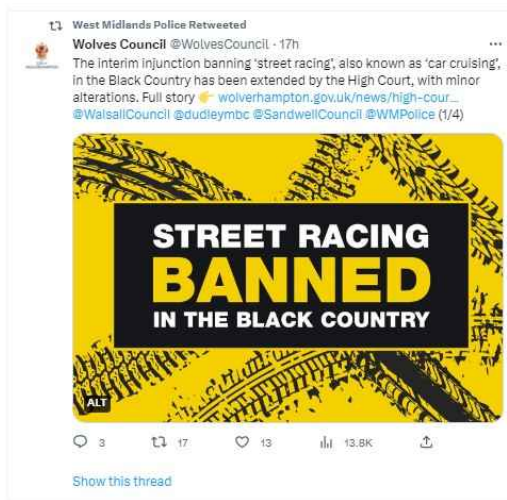 West Midlands Police Retweeted
Wolves Council @WolvesCouncil · 17h
The interim injunction banning 'street racing', also known as 'car cruising',
in the Black Country has been extended by the High Court, with minor
alterations. Full story 👉 wolverhampton.gov.uk/news/high-cour...
@WalsallCouncil @dudleymbc @SandwellCouncil @WMPolice (1/4)
STREET RACING
BANNED
IN THE BLACK COUNTRY
ALT
3 17 13 13.8K
Show this thread